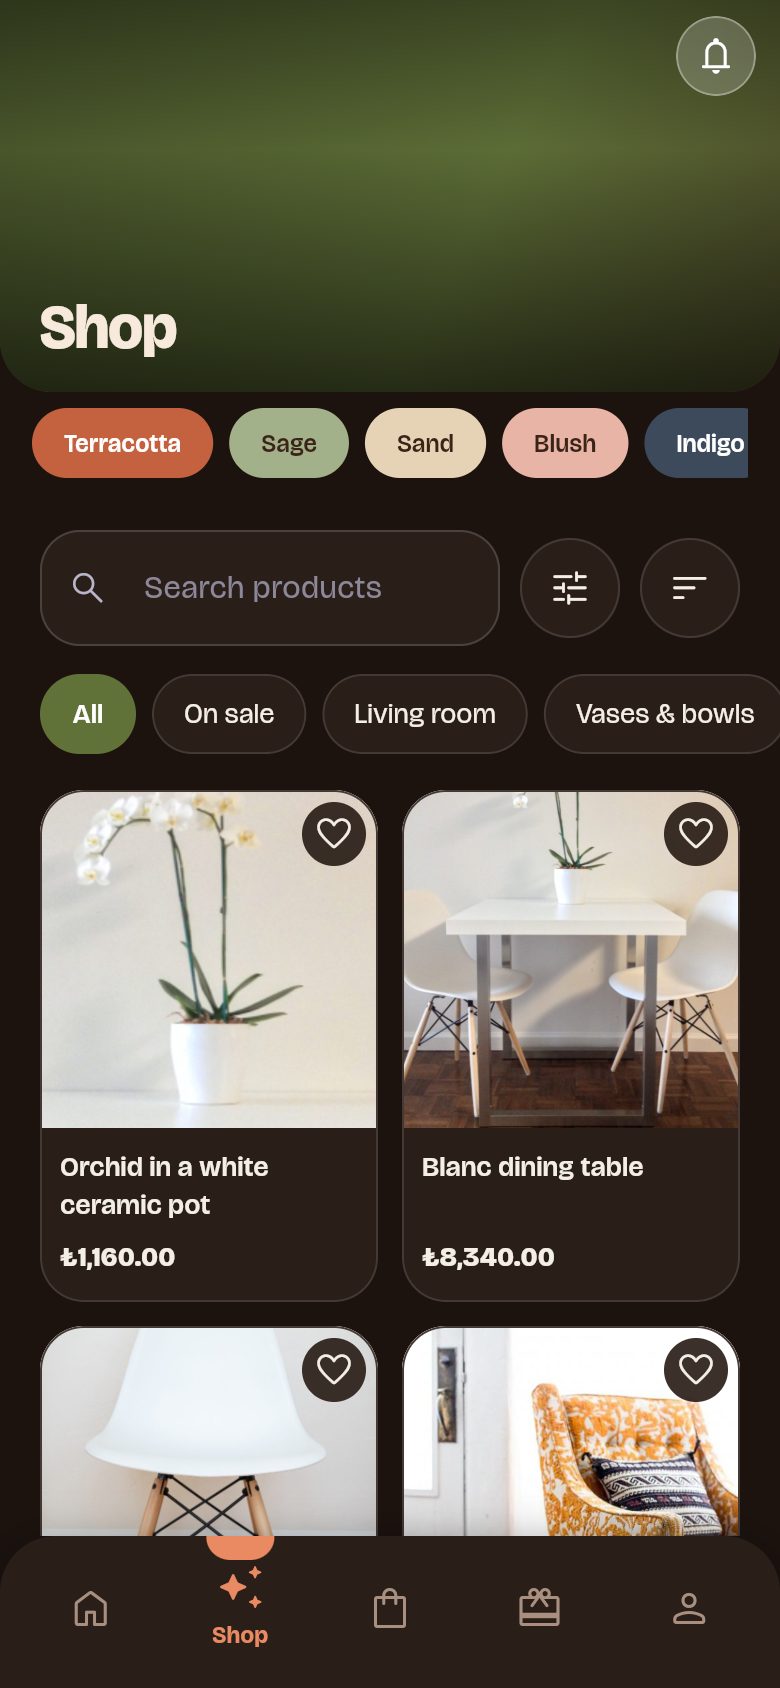 Shop
Terracotta
Sage
Sand
Blush
Indigo
Search products
All
On sale
Living room
Vases & bowls
Orchid in a white
ceramic pot
₺1,160.00
Blanc dining table
₺8,340.00
Shop